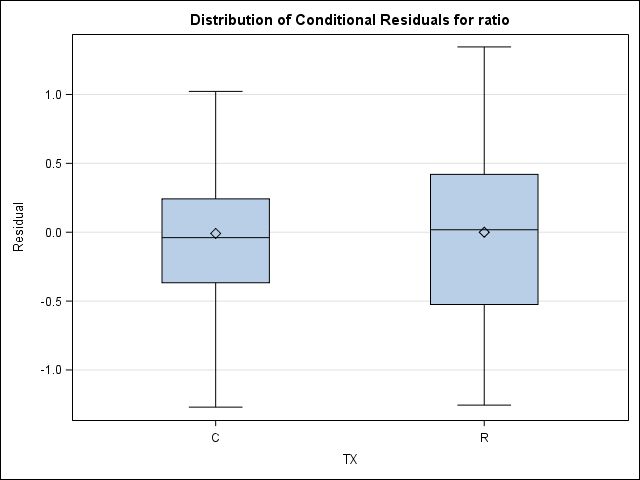 Distribution of Conditional Residuals for ratio
1.0
0.5
0.0
-0.5
-1.0
Residual
C
R
TX